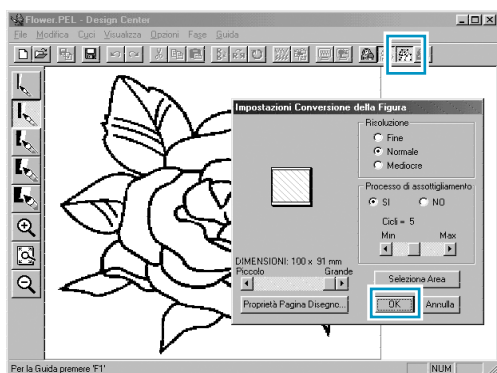 Flower.PEL - Design Center
File Modifica Cuci Visualizza Opzioni Fase Guida
Impostazioni Conversione della Figura
Risoluzione
Fine
Normale
Mediocre
Processo di assottigliamento
SI NO
Cicli = 5
Min Max
DIMENSIONI: 100 x 91 mm
Piccolo Grande
Seleziona Area
Proprietà Pagina Disegno...
OK Annulla
Per la Guida premere 'F1'
NUM